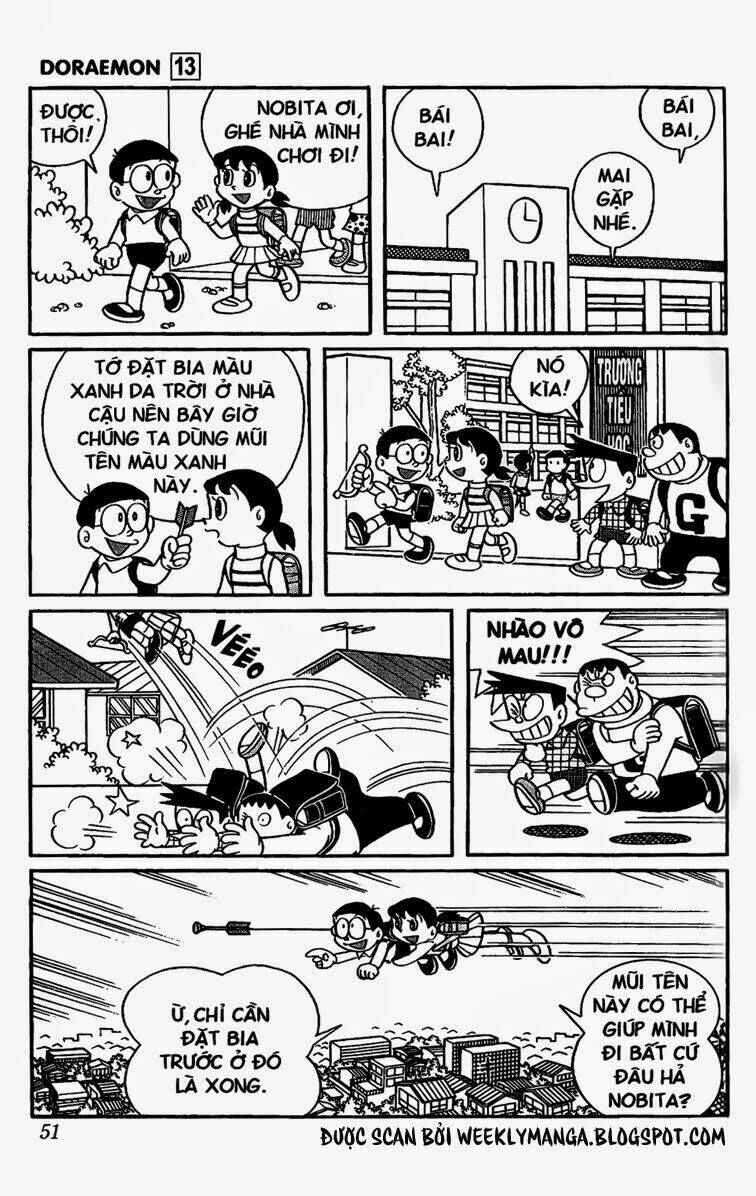 DORAEMON 13
BÁI
BAI,
MAI
GẶP
NHÉ.
BÁI
BAI!
NOBITA ƠI,
GHÉ NHÀ MÌNH
CHƠI ĐI!
ĐƯỢC
THÔI!
TRƯỜNG
TIỂU
HỌC
NÓ
KÌA!
G
TỚ ĐẶT BIA MÀU
XANH DA TRỜI Ở NHÀ
CẬU NÊN BÂY GIỜ
CHÚNG TA DÙNG MŨI
TÊN MÀU XANH
NÀY.
NHÀO VÔ
MAU!!!
VÉÉO
MŨI TÊN
NÀY CÓ THỂ
GIÚP MÌNH
ĐI BẤT CỨ
ĐÂU HẢ
NOBITA?
Ừ, CHỈ CẦN
ĐẶT BIA
TRƯỚC Ở ĐÓ
LÀ XONG.
51
ĐƯỢC SCAN BỞI WEEKLYMANGA.BLOGSPOT.COM